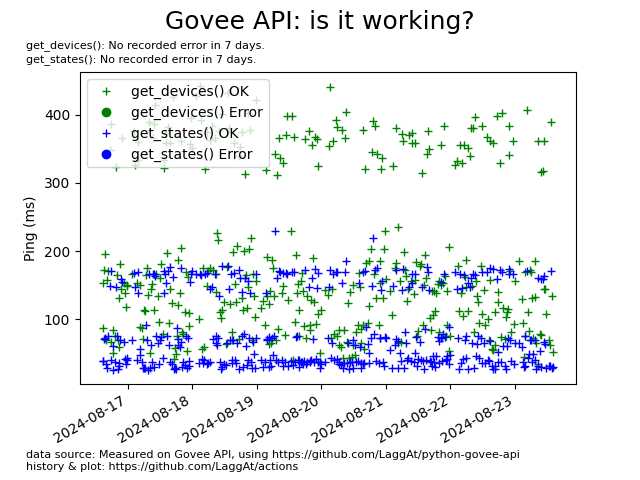 Govee API: is it working?
get_devices(): No recorded error in 7 days.
get_states(): No recorded error in 7 days.
get_devices() OK
get_devices() Error
get_states() OK
get_states() Error
400
300
200
100
Ping (ms)
2024-08-17
2024-08-18
2024-08-19
2024-08-20
2024-08-21
2024-08-22
2024-08-23
data source: Measured on Govee API, using https://github.com/LaggAt/python-govee-api
history & plot: https://github.com/LaggAt/actions